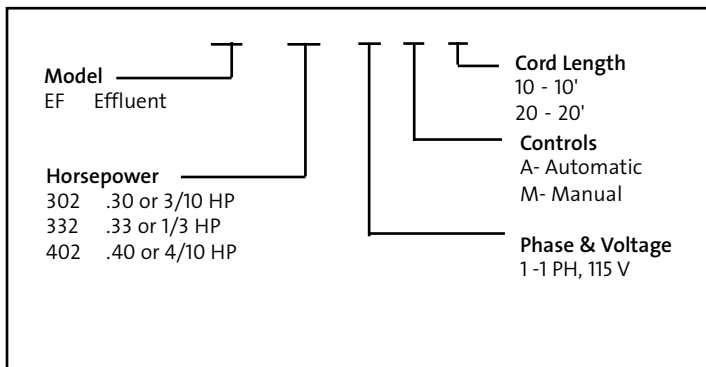 Model
EF Effluent
Horsepower
302 .30 or 3/10 HP
332 .33 or 1/3 HP
402 .40 or 4/10 HP
Cord Length
10 - 10'
20 - 20'
Controls
A- Automatic
M- Manual
Phase & Voltage
1 -1 PH, 115 V